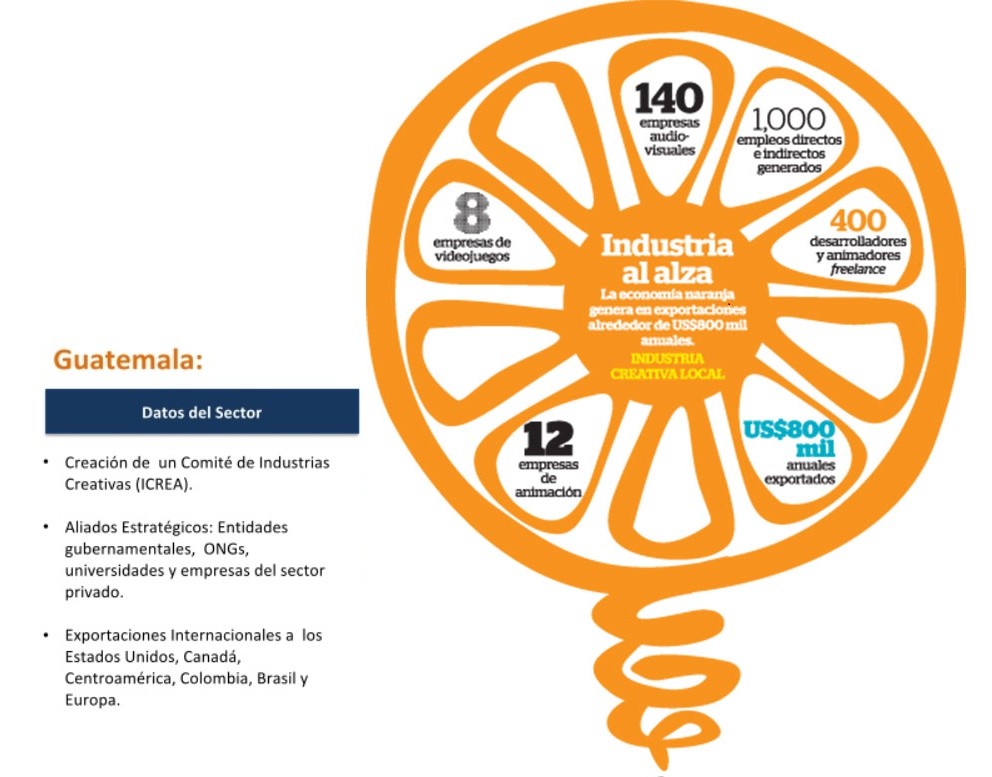 140
empresas
audio-
visuales
1,000
empleos directos
e indirectos
generados
8
empresas de
videojuegos
400
desarrolladores
y animadores
freelance
Industria
al alza
La economía naranja
genera en exportaciones
alrededor de US$800 mil
anuales.
INDUSTRIA
CREATIVA LOCAL
12
empresas
de
animación
US$800
mil
anuales
exportados
Guatemala:
Datos del Sector
• Creación de un Comité de Industrias
Creativas (ICREA).
• Aliados Estratégicos: Entidades
gubernamentales, ONGs,
universidades y empresas del sector
privado.
• Exportaciones Internacionales a los
Estados Unidos, Canadá,
Centroamérica, Colombia, Brasil y
Europa.